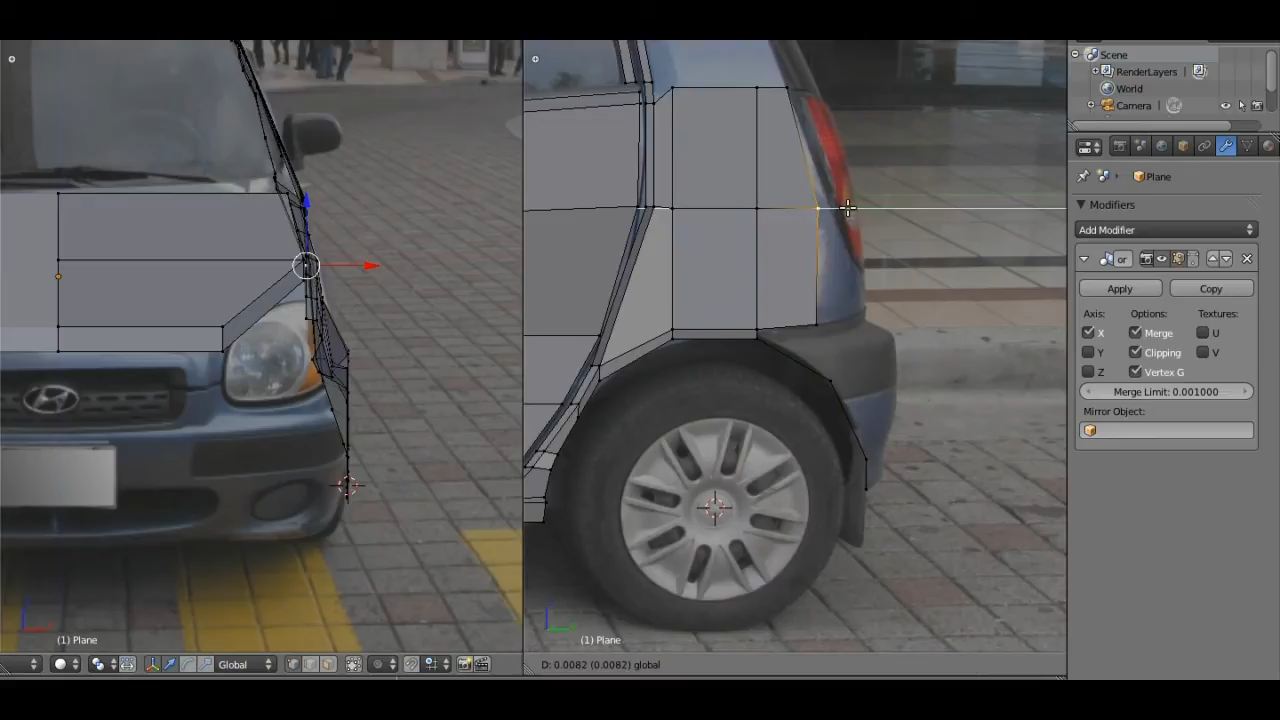 Scene
RenderLayers
World
Camera
Plane
Modifiers
Add Modifier
or
Apply
Copy
Axis:
Options:
Textures:
X
Merge
U
Y
Clipping
V
Z
Vertex G
Merge Limit: 0.001000
Mirror Object:
(1) Plane
(1) Plane
Global
D: 0.0082 (0.0082) global